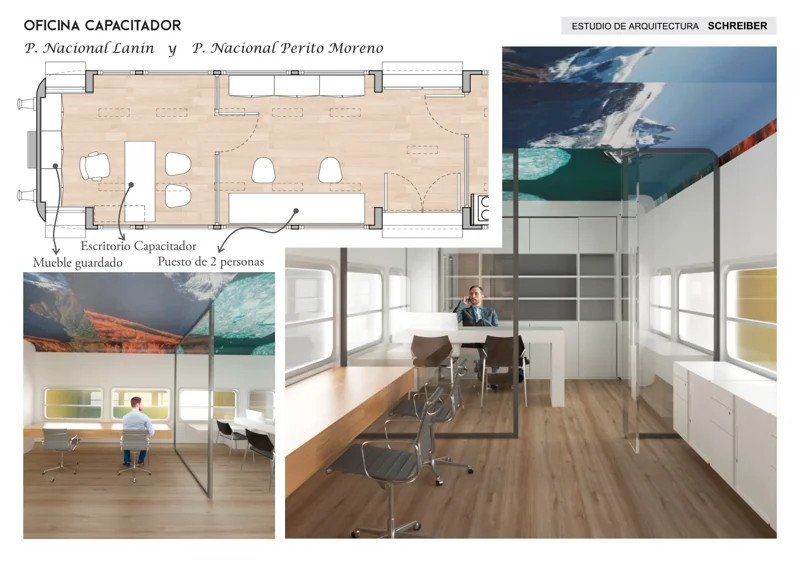 OFICINA CAPACITADOR
ESTUDIO DE ARQUITECTURA SCHREIBER
P. Nacional Lanin y P. Nacional Perito Moreno
Escritorio Capacitador
Mueble guardado
Puesto de 2 personas